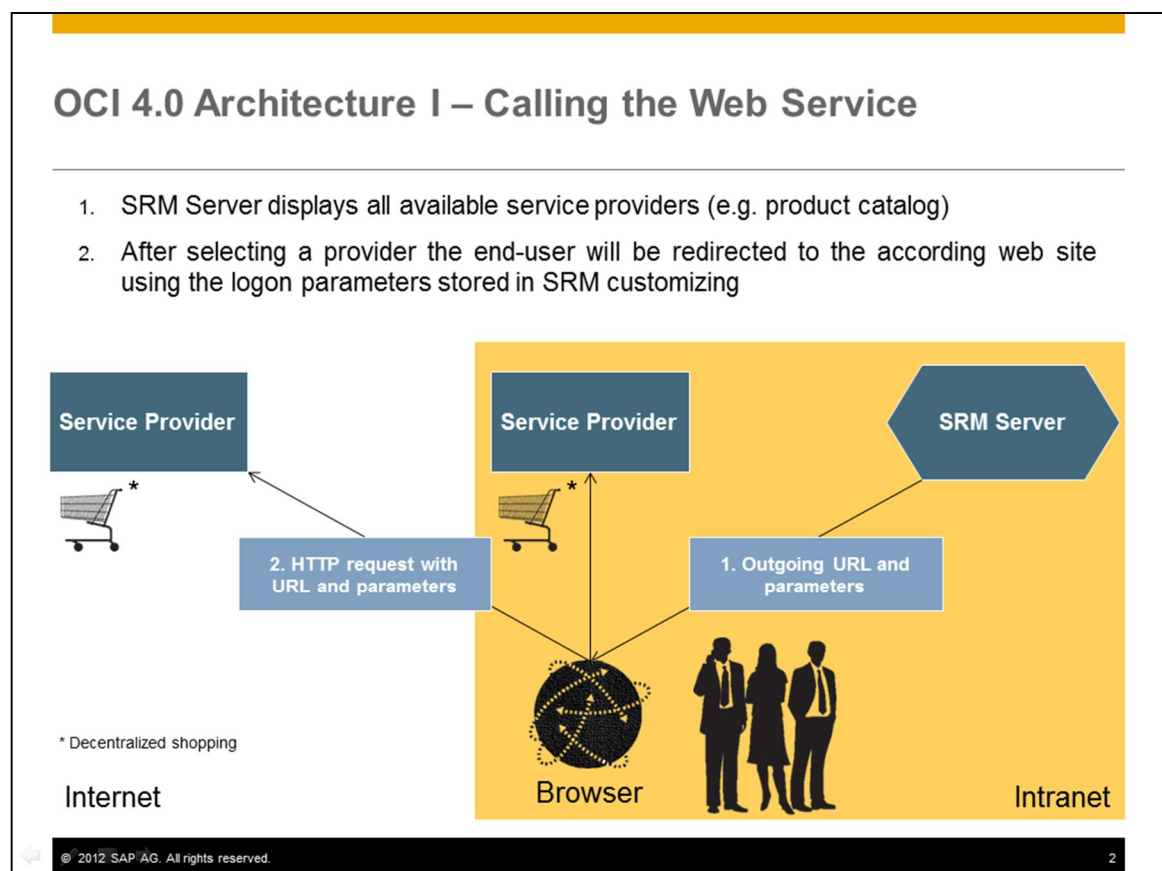 OCI 4.0 Architecture I – Calling the Web Service
1. SRM Server displays all available service providers (e.g. product catalog)
2. After selecting a provider the end-user will be redirected to the according web site
using the logon parameters stored in SRM customizing
Service Provider
Service Provider
SRM Server
*
*
2. HTTP request with
URL and parameters
1. Outgoing URL and
parameters
* Decentralized shopping
Internet
Browser
Intranet
© 2012 SAP AG. All rights reserved.
2